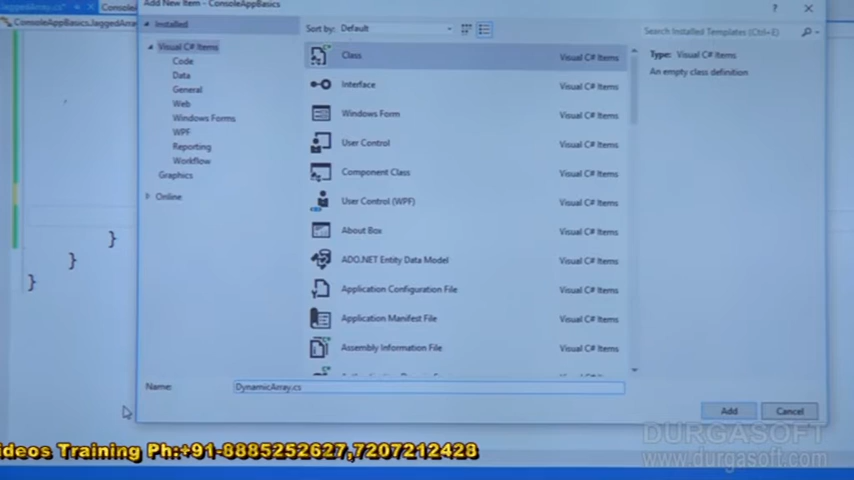 JaggedArray.cs*
Add New Item - ConsoleAppBasics
ConsoleAppBasics.JaggedArray
Installed
Sort by: Default
Search Installed Templates (Ctrl+E)
Visual C# Items
Code
Data
General
Web
Windows Forms
WPF
Reporting
Workflow
Graphics
Online
Class Visual C# Items
Interface Visual C# Items
Windows Form Visual C# Items
User Control Visual C# Items
Component Class Visual C# Items
User Control (WPF) Visual C# Items
About Box Visual C# Items
ADO.NET Entity Data Model Visual C# Items
Application Configuration File Visual C# Items
Application Manifest File Visual C# Items
Assembly Information File Visual C# Items
Type: Visual C# Items
An empty class definition
}
}
}
Name: DynamicArray.cs
Add Cancel
DURGASOFT
www.durgasoft.com
ideos Training Ph:+91-8885252627,7207212428